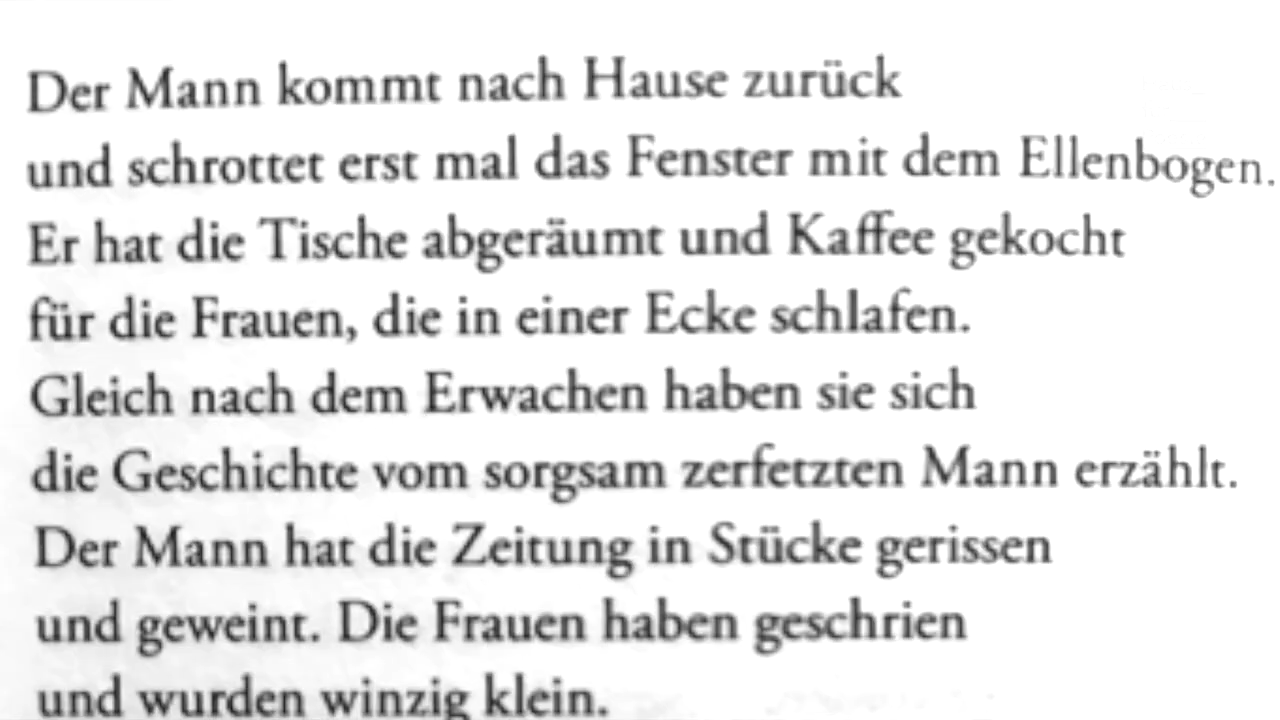 Der Mann kommt nach Hause zurück
und schrottet erst mal das Fenster mit dem Ellenbogen.
Er hat die Tische abgeräumt und Kaffee gekocht
für die Frauen, die in einer Ecke schlafen.
Gleich nach dem Erwachen haben sie sich
die Geschichte vom sorgsam zerfetzten Mann erzählt.
Der Mann hat die Zeitung in Stücke gerissen
und geweint. Die Frauen haben geschrien
und wurden winzig klein.